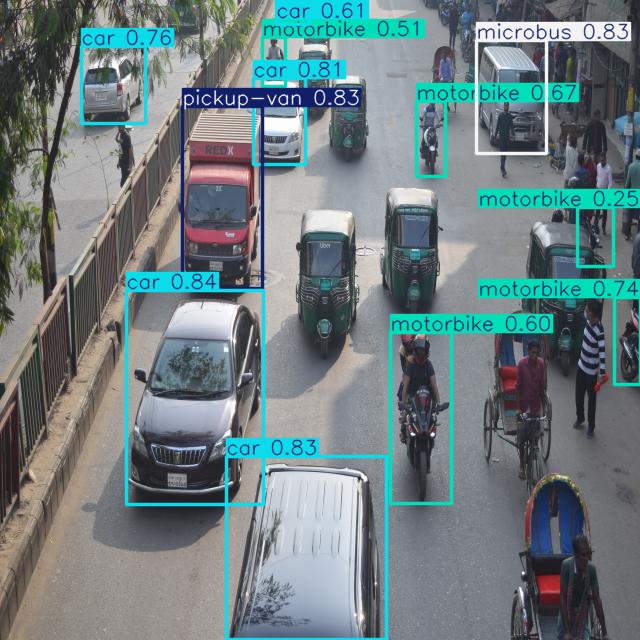 car 0.61
motorbike 0.51
microbus 0.83
car 0.76
car 0.81
pickup-van 0.83
motorbike 0.67
REDX
motorbike 0.25
Uber
car 0.84
motorbike 0.74
motorbike 0.60
car 0.83